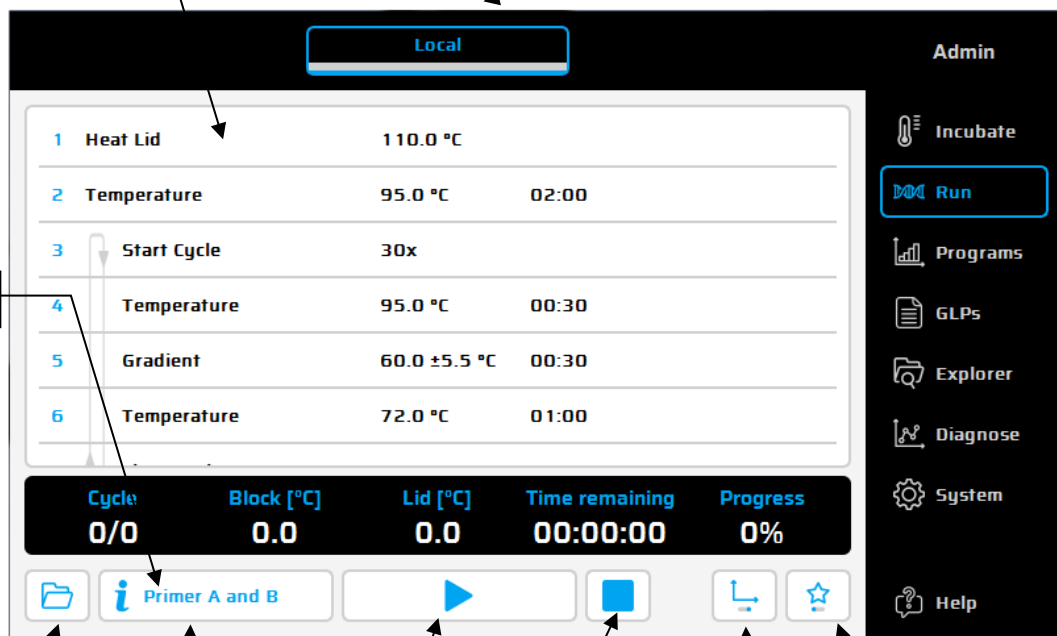 Local
Admin
1 Heat Lid 110.0 °C
2 Temperature 95.0 °C 02:00
3 Start Cycle 30x
4 Temperature 95.0 °C 00:30
5 Gradient 60.0 ±5.5 °C 00:30
6 Temperature 72.0 °C 01:00
Cycle Block [°C] Lid [°C] Time remaining Progress
0/0 0.0 0.0 00:00:00 0%
i Primer A and B
Incubate
Run
Programs
GLPs
Explorer
Diagnose
System
Help